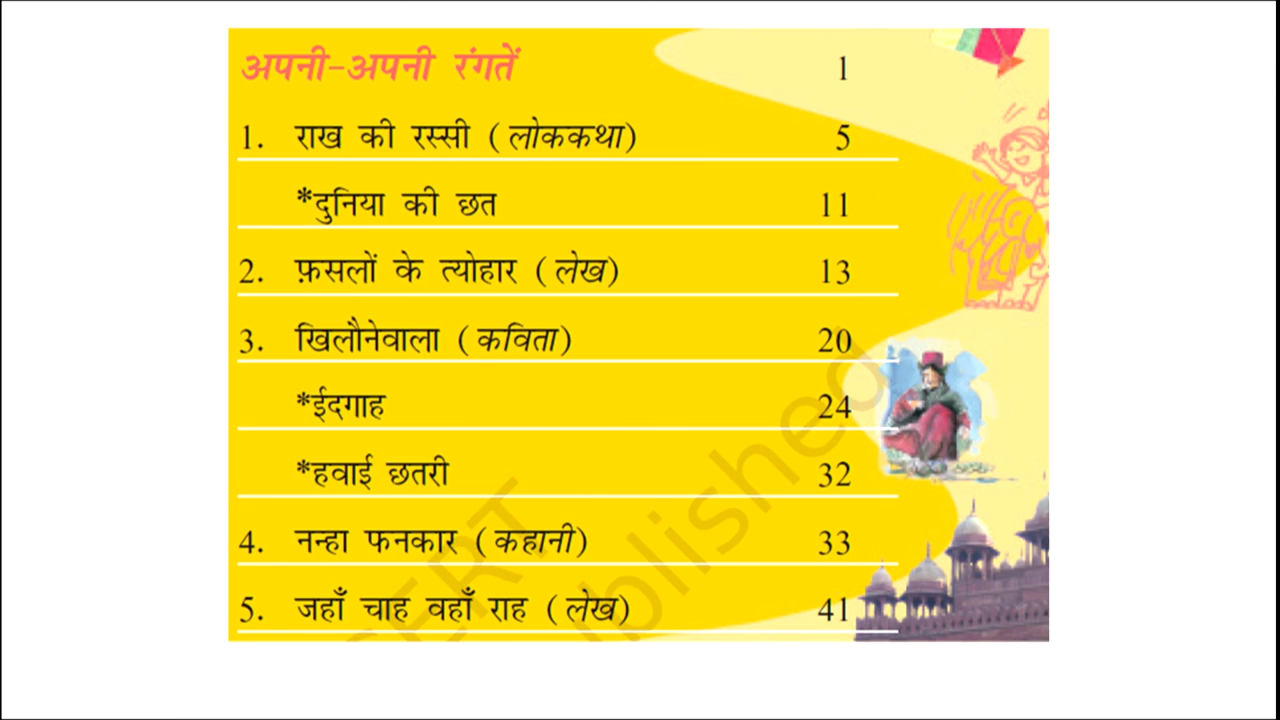 अपनी-अपनी रंगतें 1
1. राख की रस्सी (लोककथा) 5
*दुनिया की छत 11
2. फ़सलों के त्योहार (लेख) 13
3. खिलौनेवाला (कविता) 20
*ईदगाह 24
*हवाई छतरी 32
4. नन्हा फनकार (कहानी) 33
5. जहाँ चाह वहाँ राह (लेख) 41